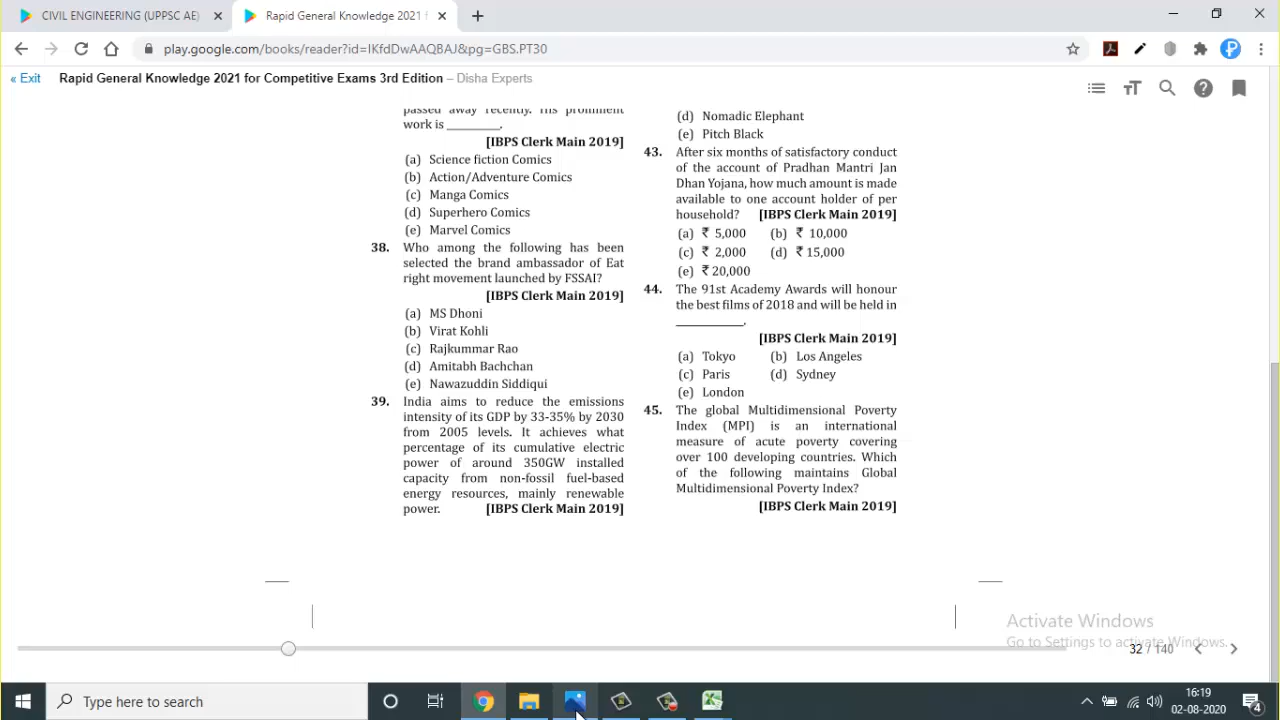 CIVIL ENGINEERING (UPPSC AE)
Rapid General Knowledge 2021 f
play.google.com/books/reader?id=IKfdDwAAQBAJ&pg=GBS.PT30
« Exit Rapid General Knowledge 2021 for Competitive Exams 3rd Edition – Disha Experts
passed away recently. His prominent
work is _________.
[IBPS Clerk Main 2019]
(a) Science fiction Comics
(b) Action/Adventure Comics
(c) Manga Comics
(d) Superhero Comics
(e) Marvel Comics
38. Who among the following has been
selected the brand ambassador of Eat
right movement launched by FSSAI?
[IBPS Clerk Main 2019]
(a) MS Dhoni
(b) Virat Kohli
(c) Rajkummar Rao
(d) Amitabh Bachchan
(e) Nawazuddin Siddiqui
39. India aims to reduce the emissions
intensity of its GDP by 33-35% by 2030
from 2005 levels. It achieves what
percentage of its cumulative electric
power of around 350GW installed
capacity from non-fossil fuel-based
energy resources, mainly renewable
power. [IBPS Clerk Main 2019]
(d) Nomadic Elephant
(e) Pitch Black
43. After six months of satisfactory conduct
of the account of Pradhan Mantri Jan
Dhan Yojana, how much amount is made
available to one account holder of per
household? [IBPS Clerk Main 2019]
(a) ₹ 5,000 (b) ₹ 10,000
(c) ₹ 2,000 (d) ₹ 15,000
(e) ₹ 20,000
44. The 91st Academy Awards will honour
the best films of 2018 and will be held in
___________.
[IBPS Clerk Main 2019]
(a) Tokyo (b) Los Angeles
(c) Paris (d) Sydney
(e) London
45. The global Multidimensional Poverty
Index (MPI) is an international
measure of acute poverty covering
over 100 developing countries. Which
of the following maintains Global
Multidimensional Poverty Index?
[IBPS Clerk Main 2019]
Activate Windows
Go to Settings to activate Windows.
32 / 140
Type here to search
16:19
02-08-2020
4